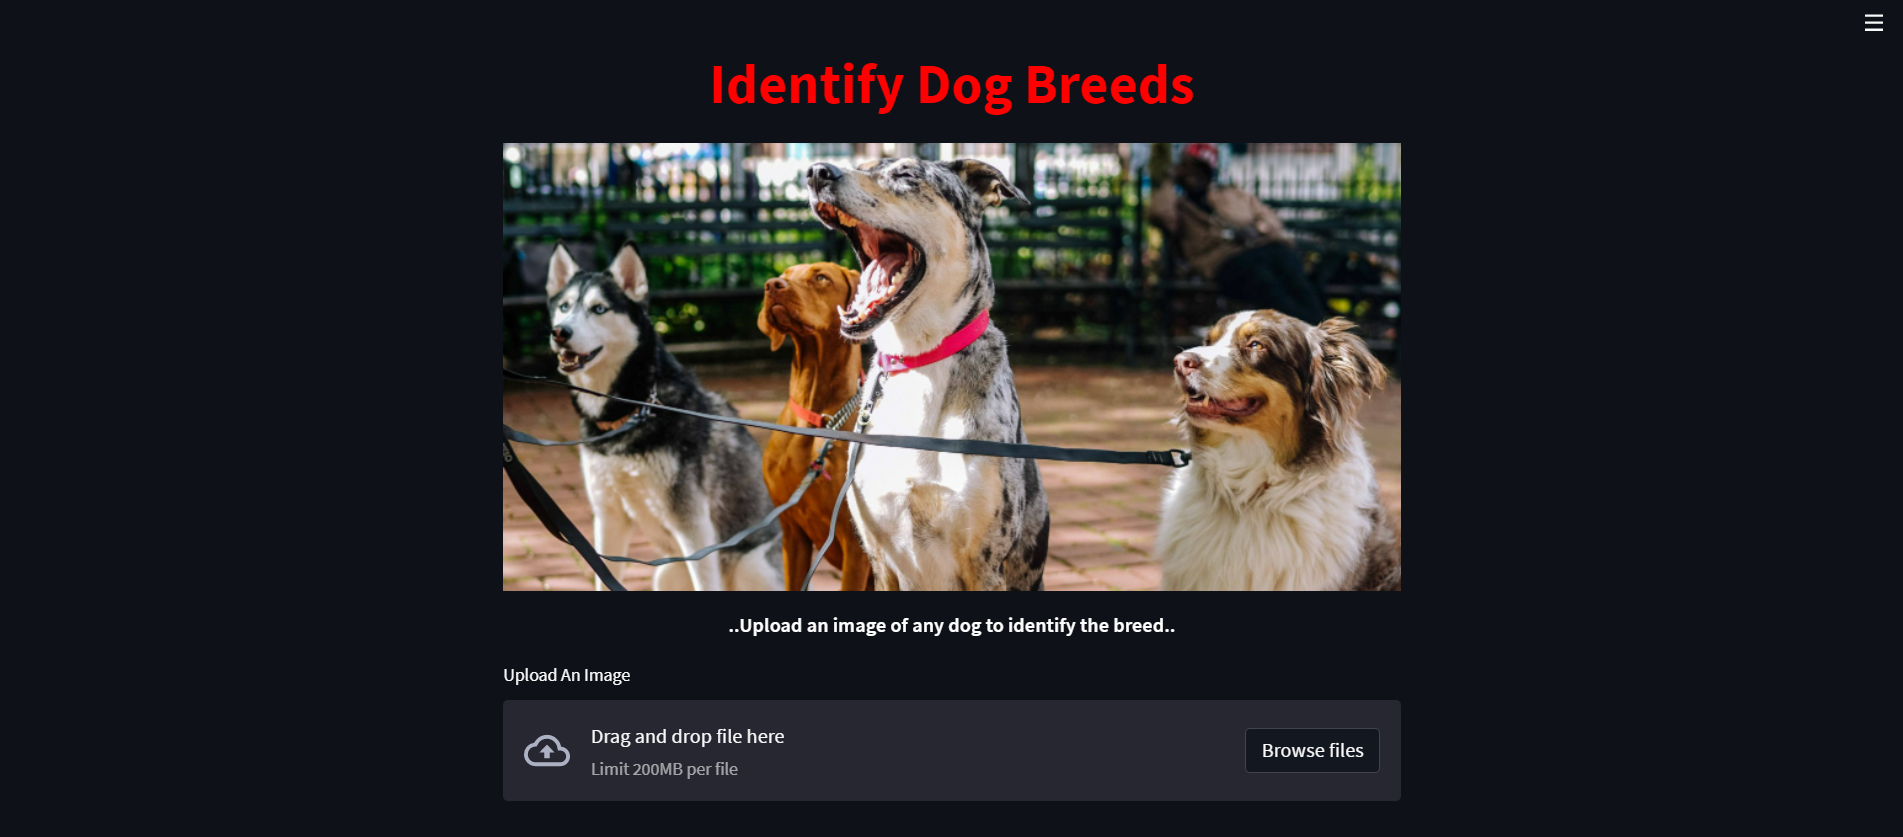 Identify Dog Breeds
..Upload an image of any dog to identify the breed..
Upload An Image
Drag and drop file here
Limit 200MB per file
Browse files